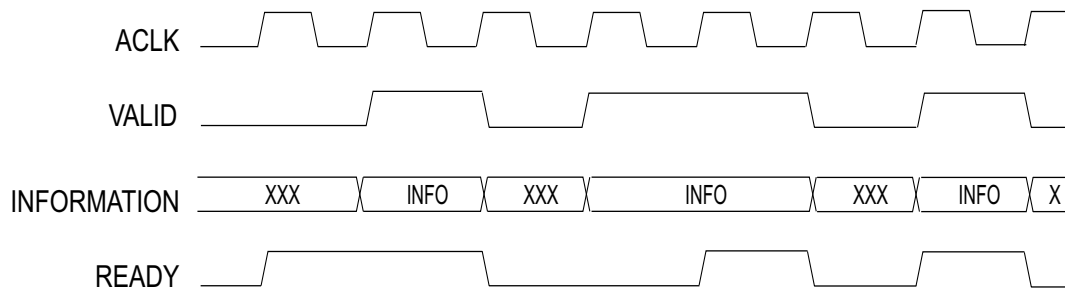 ACLK
VALID
INFORMATION XXX INFO XXX INFO XXX INFO X
READY